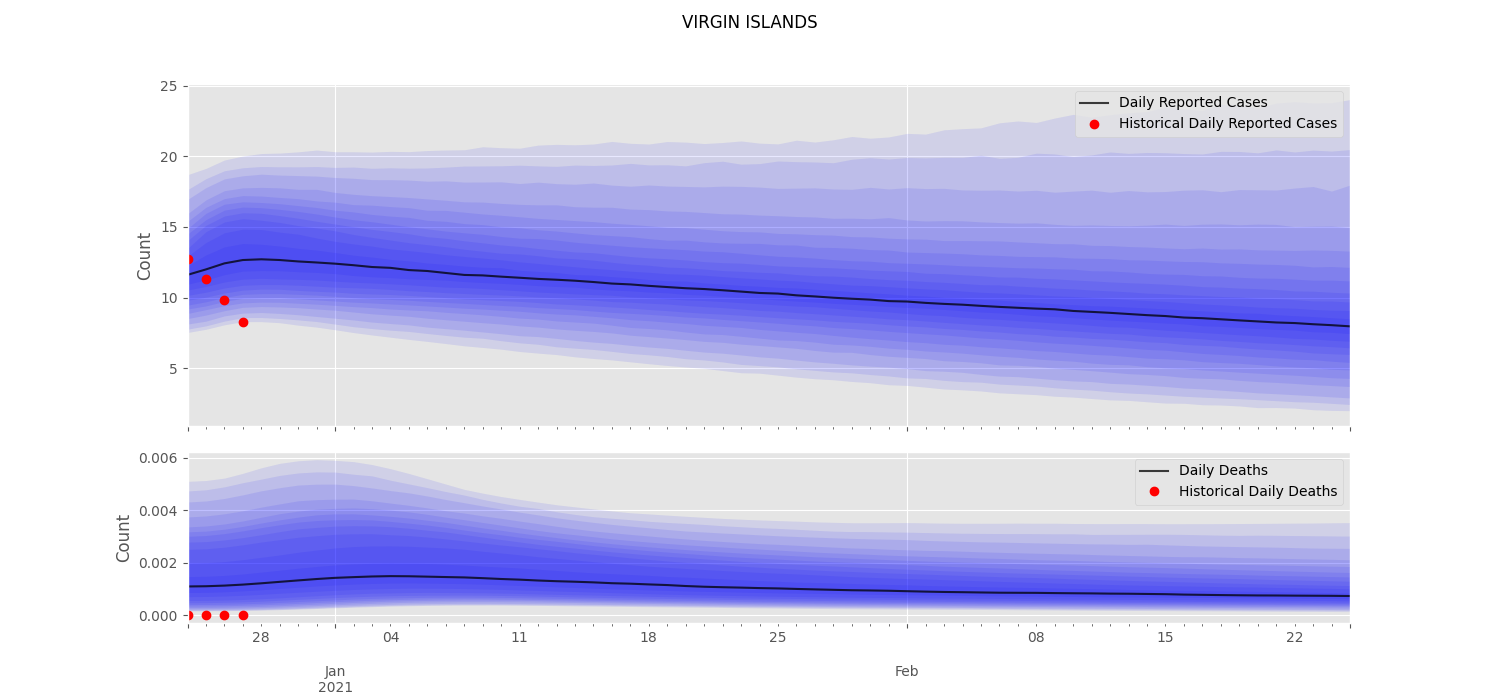 VIRGIN ISLANDS
25
20
15
10
5
Count
Daily Reported Cases
Historical Daily Reported Cases
0.006
0.004
0.002
0.000
Count
Daily Deaths
Historical Daily Deaths
28 04 11 18 25 08 15 22
Jan Feb
2021